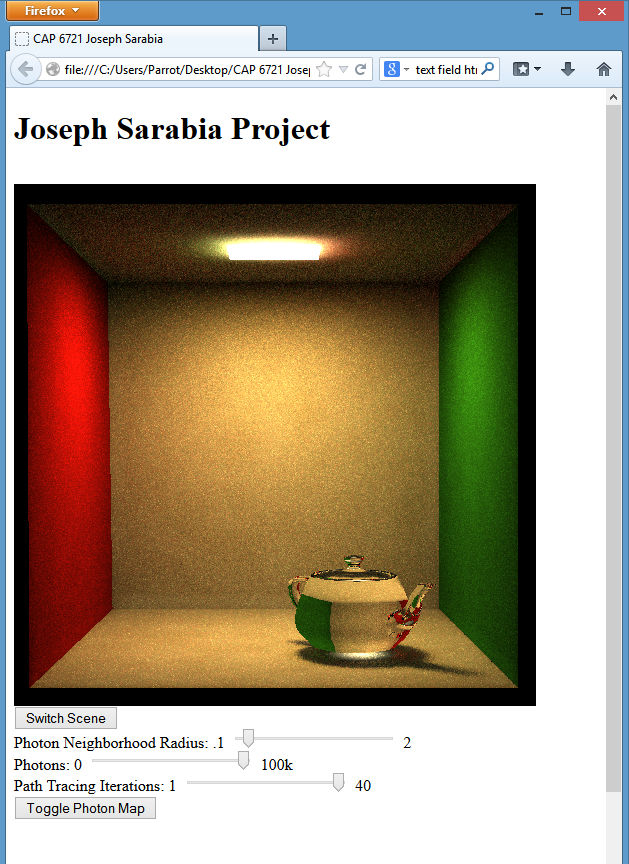 Firefox
CAP 6721 Joseph Sarabia
file:///C:/Users/Parrot/Desktop/CAP 6721 Josep
text field htm
Joseph Sarabia Project
Switch Scene
Photon Neighborhood Radius: .1 2
Photons: 0 100k
Path Tracing Iterations: 1 40
Toggle Photon Map